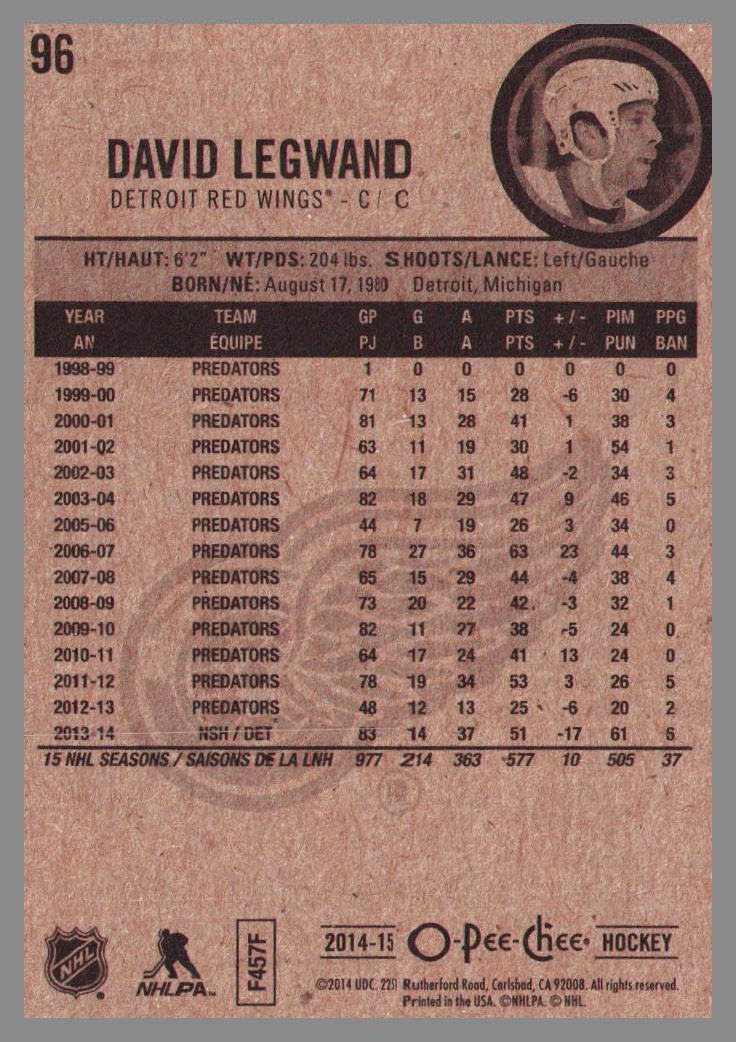 96
DAVID LEGWAND
DETROIT RED WINGS® - C / C
HT/HAUT: 6'2" WT/PDS: 204 lbs. SHOOTS/LANCE: Left/Gauche
BORN/NÉ: August 17, 1980 Detroit, Michigan
YEAR TEAM GP G A PTS +/- PIM PPG
AN ÉQUIPE PJ B A PTS +/- PUN BAN
1998-99 PREDATORS 1 0 0 0 0 0 0
1999-00 PREDATORS 71 13 15 28 -6 30 4
2000-01 PREDATORS 81 13 28 41 1 38 3
2001-02 PREDATORS 63 11 19 30 1 54 1
2002-03 PREDATORS 64 17 31 48 -2 34 3
2003-04 PREDATORS 82 18 29 47 9 46 5
2005-06 PREDATORS 44 7 19 26 3 34 0
2006-07 PREDATORS 78 27 36 63 23 44 3
2007-08 PREDATORS 65 15 29 44 -4 38 4
2008-09 PREDATORS 73 20 22 42 -3 32 1
2009-10 PREDATORS 82 11 27 38 -5 24 0
2010-11 PREDATORS 64 17 24 41 13 24 0
2011-12 PREDATORS 78 19 34 53 3 26 5
2012-13 PREDATORS 48 12 13 25 -6 20 2
2013-14 NSH / DET 83 14 37 51 -17 61 6
15 NHL SEASONS / SAISONS DE LA LNH 977 214 363 577 10 505 37
®
NHL ®
NHLPA™
F457F
2014-15 O-Pee-Chee® HOCKEY
©2014 UDC. 2251 Rutherford Road, Carlsbad, CA 92008. All rights reserved.
Printed in the USA. ©NHLPA. © NHL.